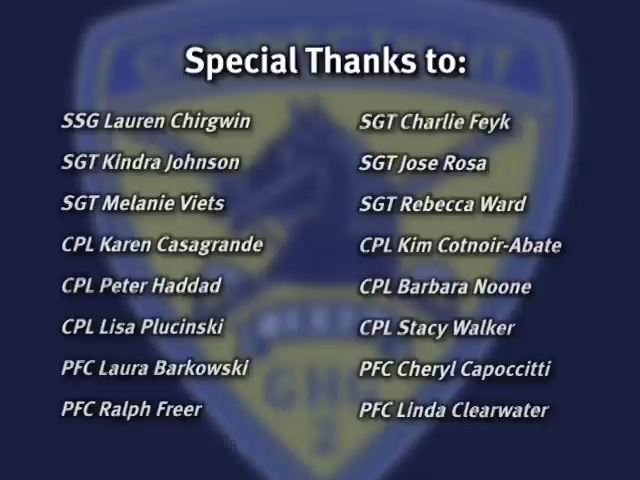 CONNECTICUT
Special Thanks to:
SSG Lauren Chirgwin
SGT Charlie Feyk
SGT Kindra Johnson
SGT Jose Rosa
SGT Melanie Viets
SGT Rebecca Ward
CPL Karen Casagrande
CPL Kim Cotnoir-Abate
CPL Peter Haddad
CPL Barbara Noone
CPL Lisa Plucinski
CPL Stacy Walker
PFC Laura Barkowski
PFC Cheryl Capoccitti
PFC Ralph Freer
PFC Linda Clearwater
2